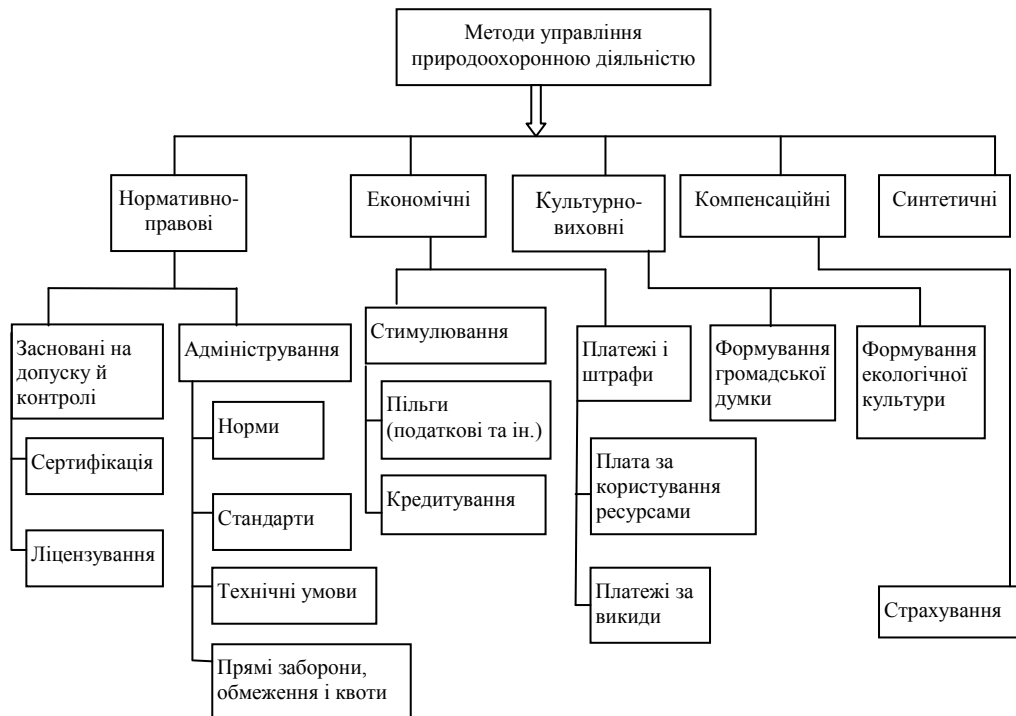 Методи управління
природоохоронною діяльністю
Нормативно-
правові
Економічні
Культурно-
виховні
Компенсаційні
Синтетичні
Засновані на
допуску й
контролі
Адміністрування
Стимулювання
Платежі і
штрафи
Формування
громадської
думки
Формування
екологічної
культури
Сертифікація
Ліцензування
Норми
Стандарти
Технічні умови
Прямі заборони,
обмеження і квоти
Пільги
(податкові та ін.)
Кредитування
Плата за
користування
ресурсами
Платежі за
викиди
Страхування